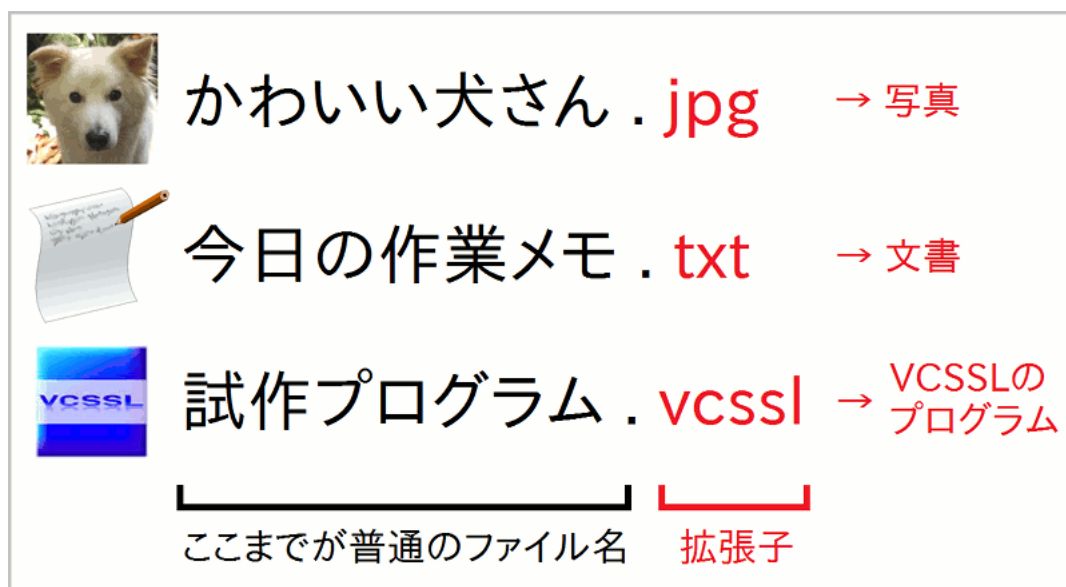 かわいい犬さん . jpg → 写真
今日の作業メモ . txt → 文書
VCSSL
試作プログラム . vcssl → VCSSLの
プログラム
ここまでが普通のファイル名 拡張子